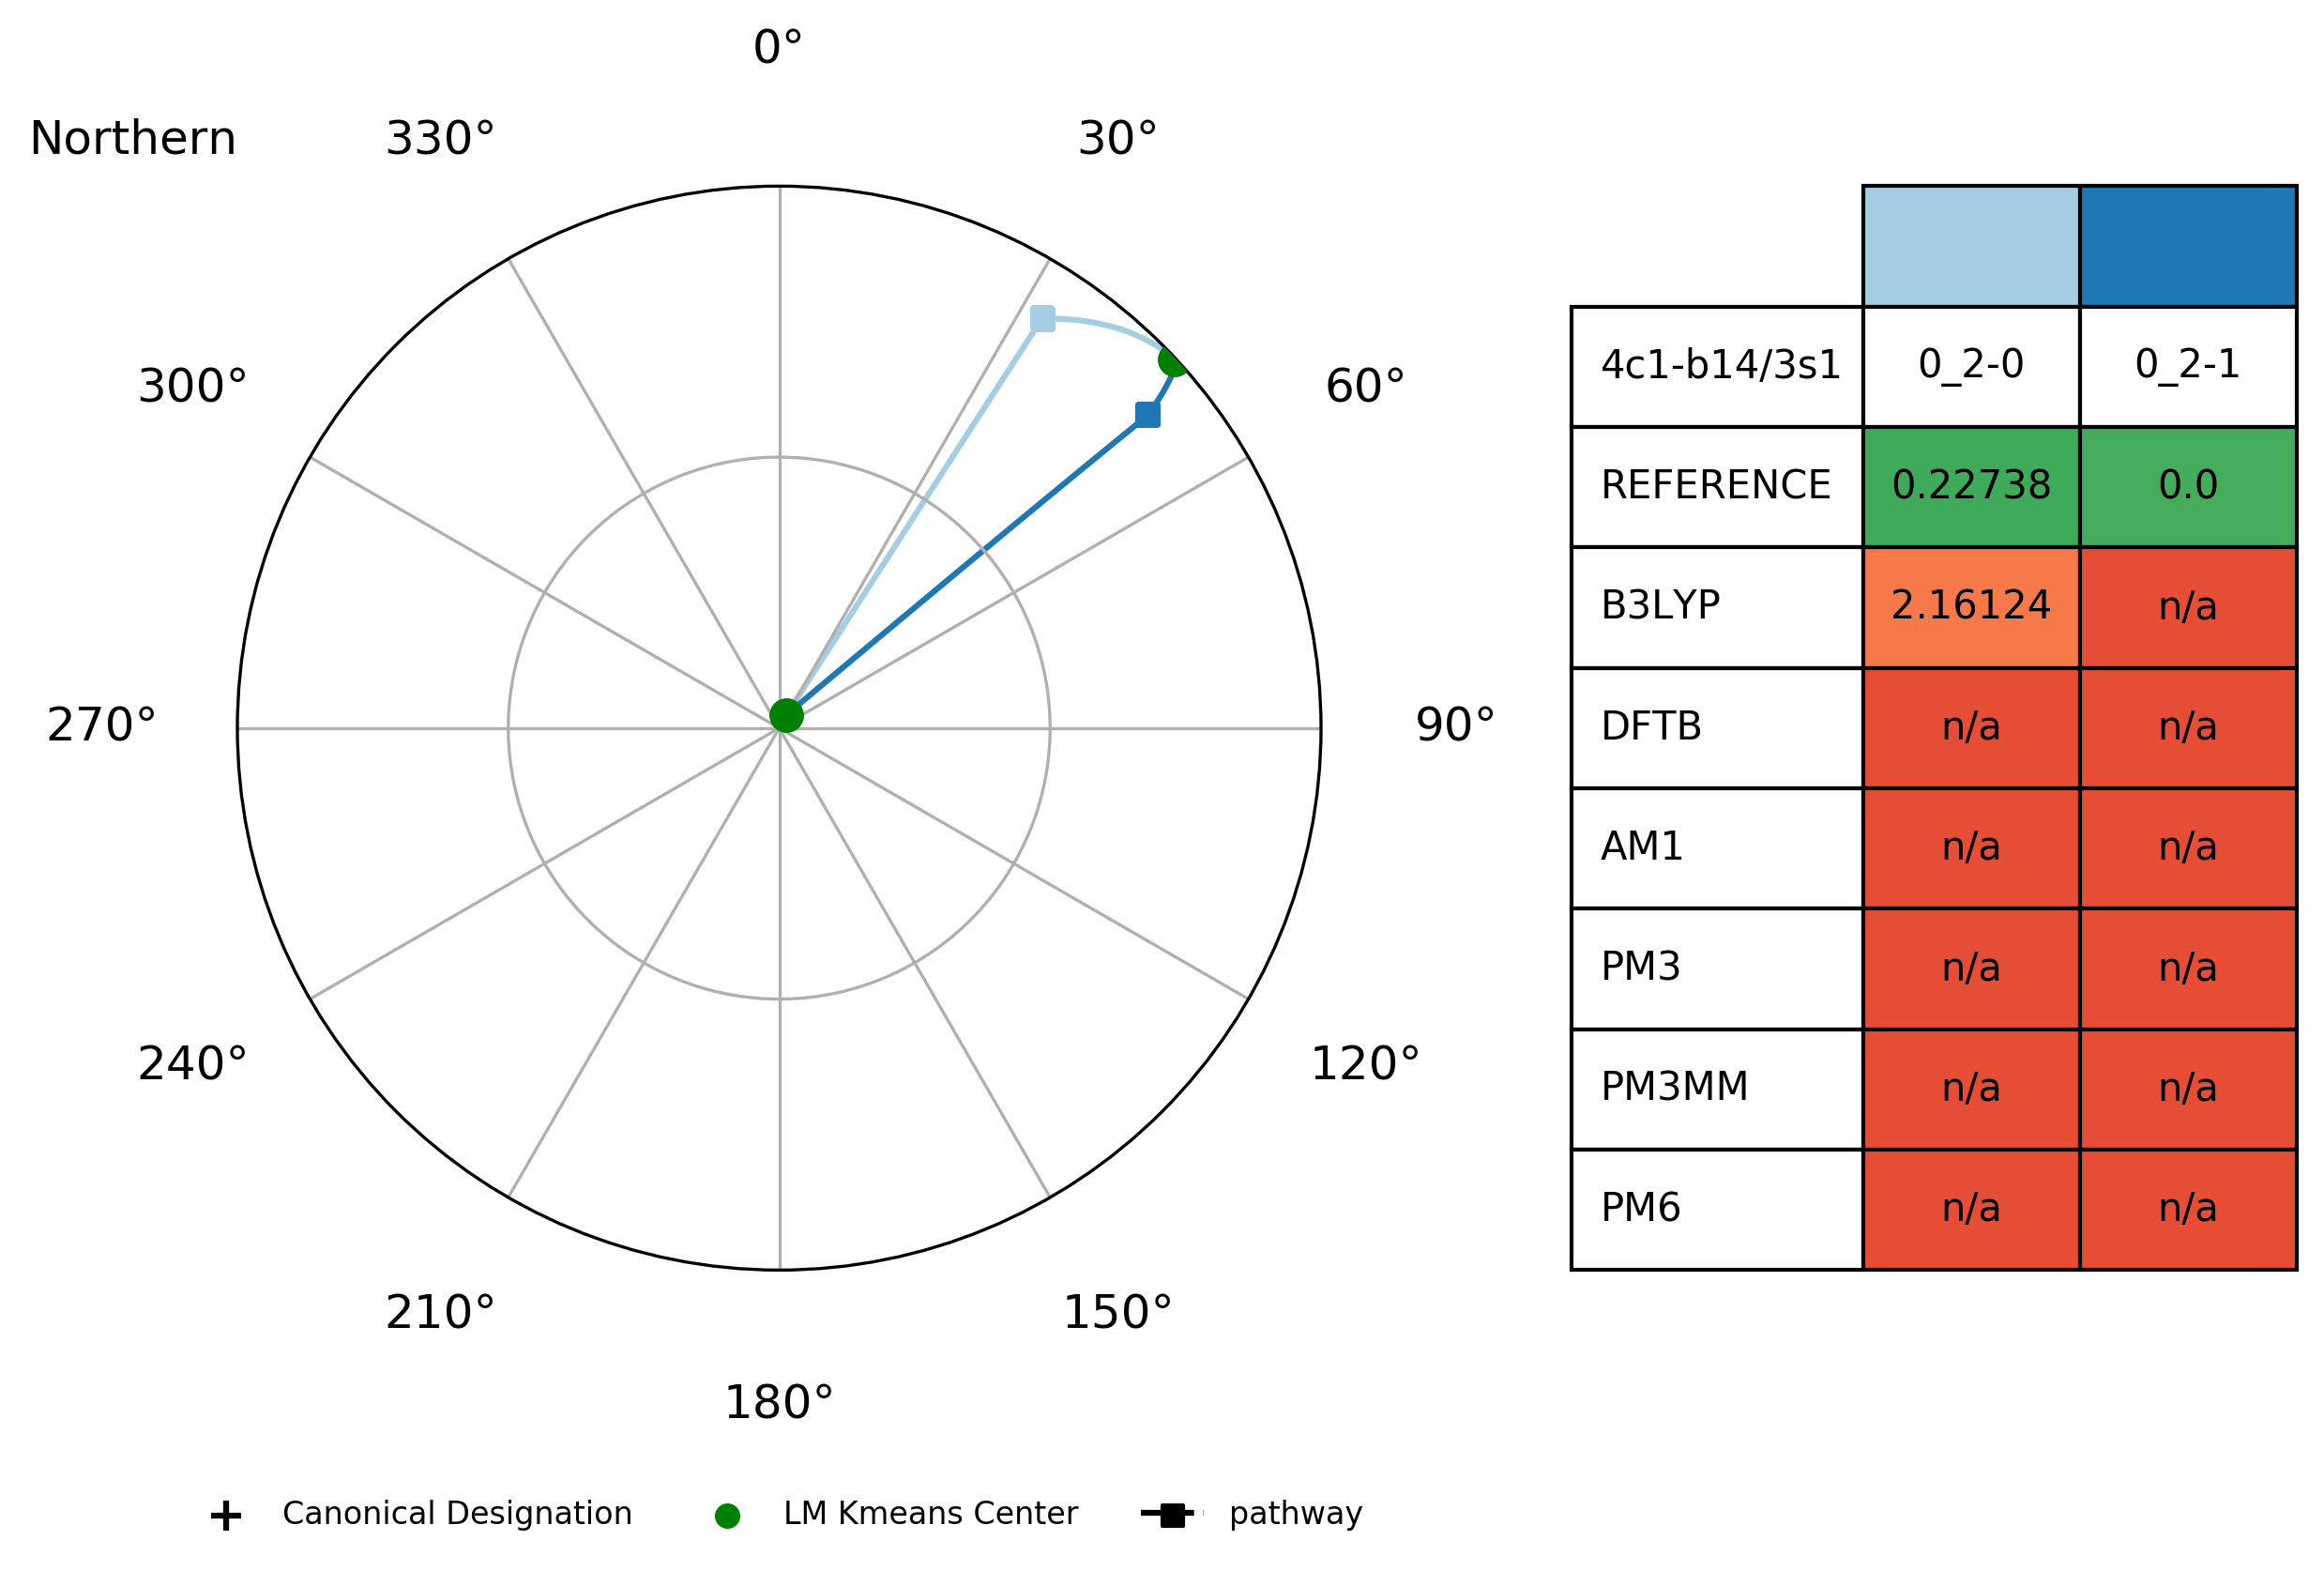 0°
Northern
330°
30°
300°
60°
270°
90°
240°
120°
210°
150°
180°
4c1-b14/3s1 0_2-0 0_2-1
REFERENCE 0.22738 0.0
B3LYP 2.16124 n/a
DFTB n/a n/a
AM1 n/a n/a
PM3 n/a n/a
PM3MM n/a n/a
PM6 n/a n/a
Canonical Designation LM Kmeans Center pathway